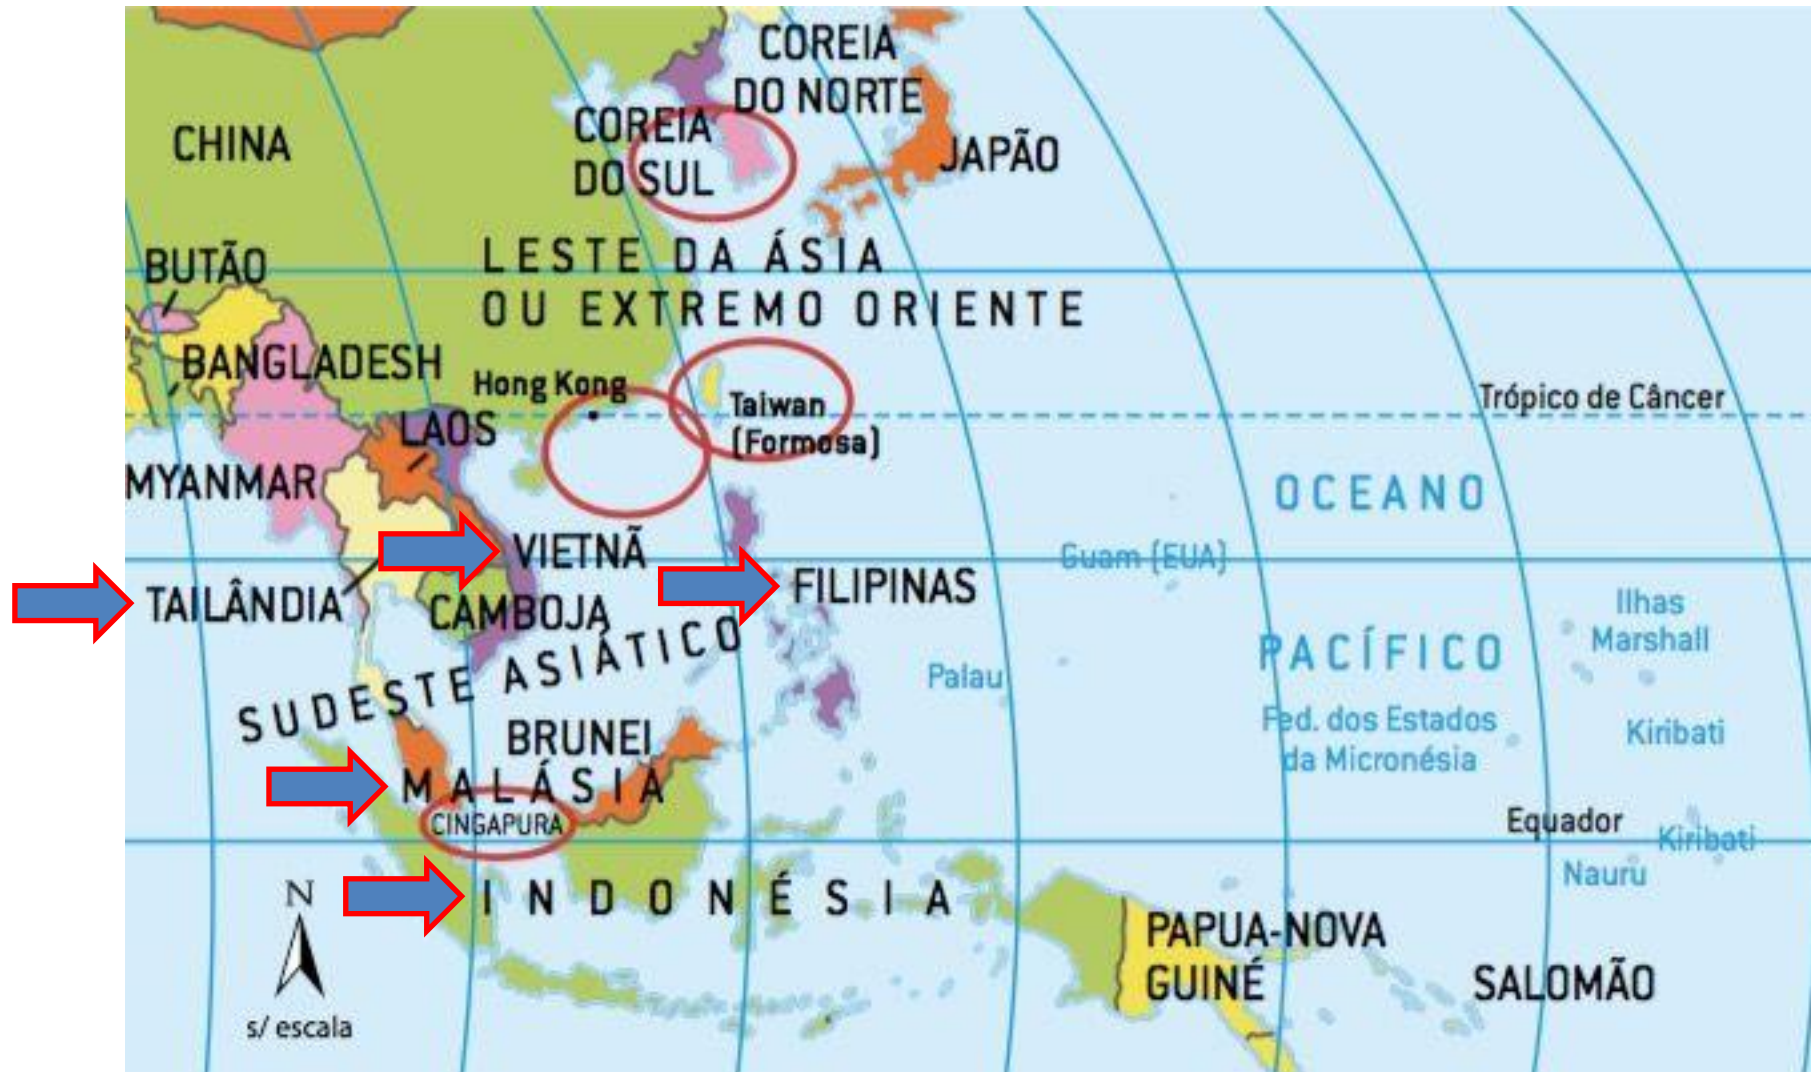 COREIA
DO NORTE
COREIA
DO SUL
CHINA
JAPÃO
BUTÃO
LESTE DA ÁSIA
OU EXTREMO ORIENTE
BANGLADESH
Hong Kong
Taiwan
(Formosa)
Trópico de Câncer
LAOS
MYANMAR
OCEANO
PACÍFICO
VIETNÃ
FILIPINAS
Guam (EUA)
TAILÂNDIA
CAMBOJA
Ilhas
Marshall
SUDESTE ASIÁTICO
Palau
Fed. dos Estados
da Micronésia
Kiribati
BRUNEI
MALÁSIA
CINGAPURA
Equador
Kiribati
Nauru
INDONÉSIA
N
s/ escala
PAPUA-NOVA
GUINÉ
SALOMÃO